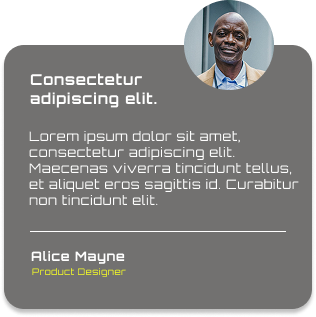 Consectetur
adipiscing elit.
Lorem ipsum dolor sit amet,
consectetur adipiscing elit.
Maecenas viverra tincidunt tellus,
et aliquet eros sagittis id. Curabitur
non tincidunt elit.
Alice Mayne
Product Designer